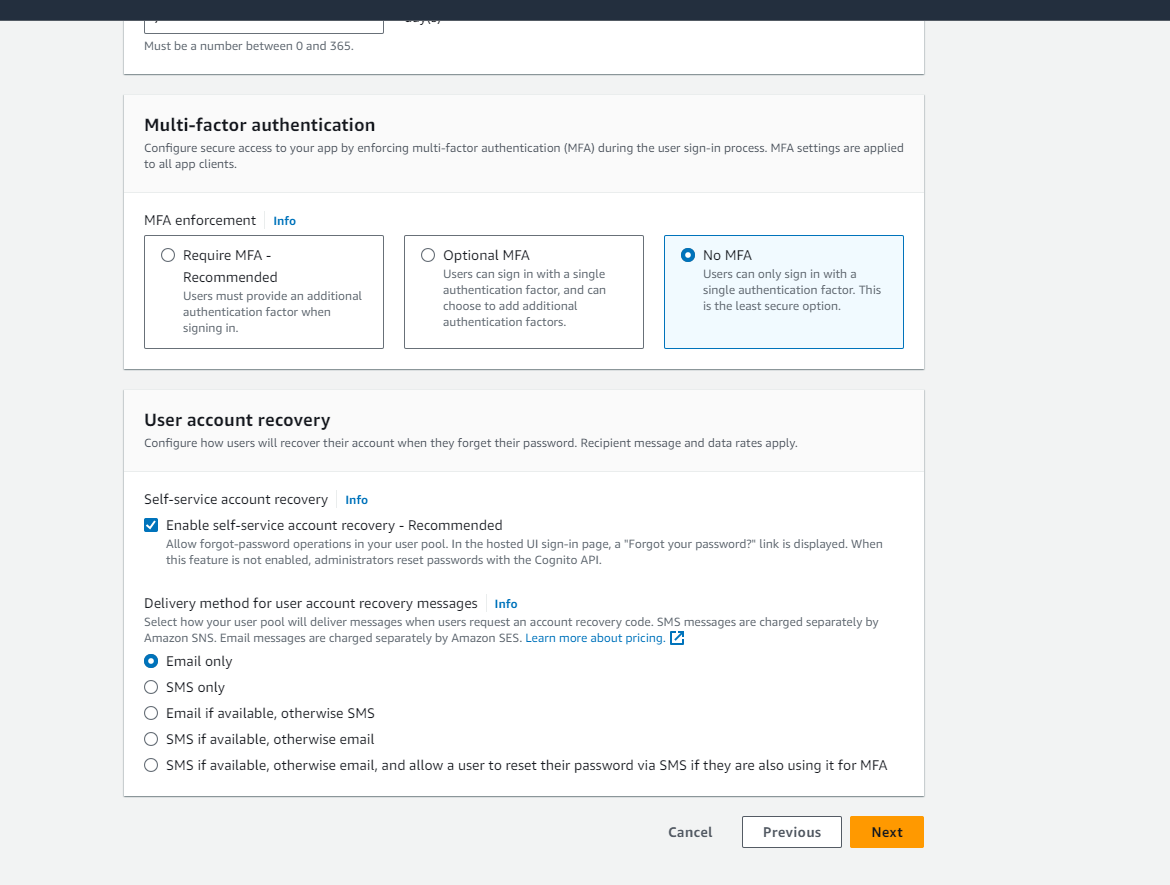 Must be a number between 0 and 365.
Multi-factor authentication
Configure secure access to your app by enforcing multi-factor authentication (MFA) during the user sign-in process. MFA settings are applied
to all app clients.
MFA enforcement Info
Require MFA -
Recommended
Users must provide an additional
authentication factor when
signing in.
Optional MFA
Users can sign in with a single
authentication factor, and can
choose to add additional
authentication factors.
No MFA
Users can only sign in with a
single authentication factor. This
is the least secure option.
User account recovery
Configure how users will recover their account when they forget their password. Recipient message and data rates apply.
Self-service account recovery Info
Enable self-service account recovery - Recommended
Allow forgot-password operations in your user pool. In the hosted UI sign-in page, a "Forgot your password?" link is displayed. When
this feature is not enabled, administrators reset passwords with the Cognito API.
Delivery method for user account recovery messages Info
Select how your user pool will deliver messages when users request an account recovery code. SMS messages are charged separately by
Amazon SNS. Email messages are charged separately by Amazon SES. Learn more about pricing.
Email only
SMS only
Email if available, otherwise SMS
SMS if available, otherwise email
SMS if available, otherwise email, and allow a user to reset their password via SMS if they are also using it for MFA
Cancel Previous Next